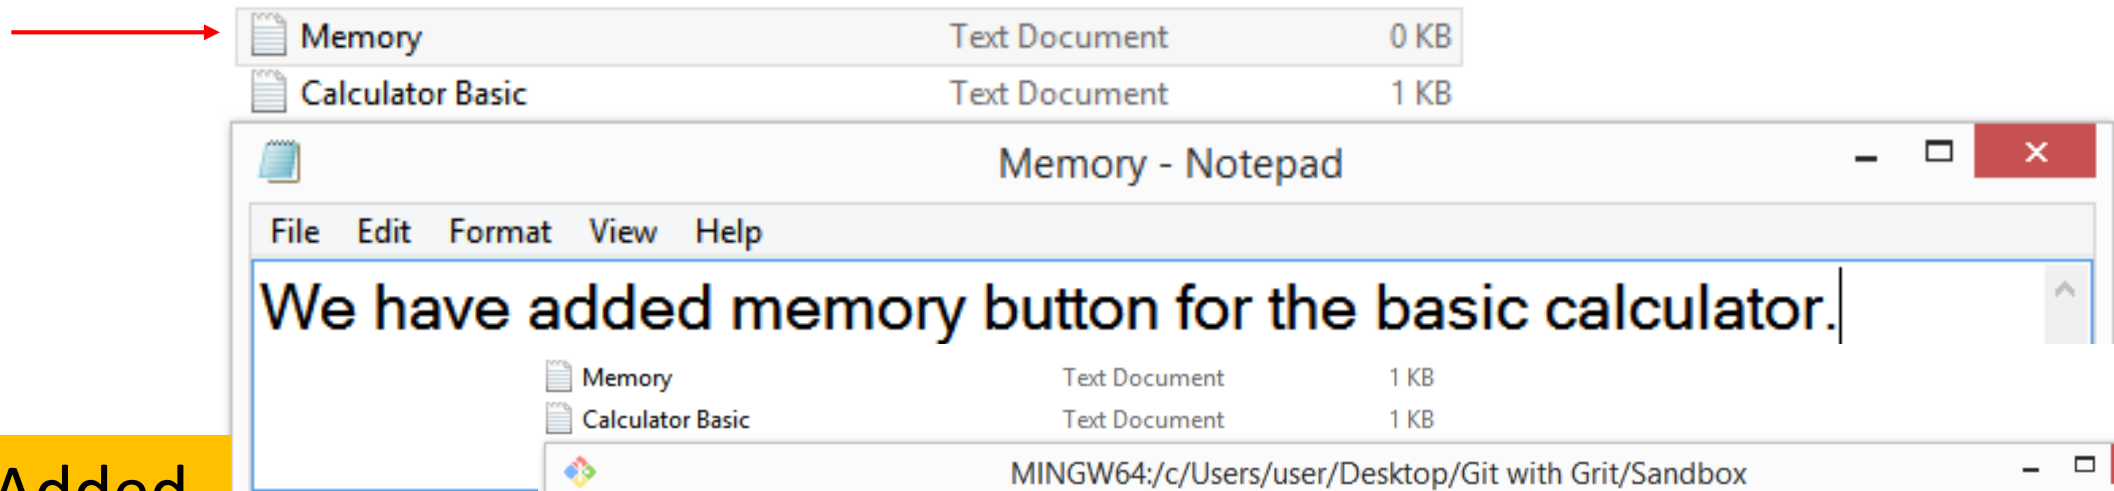 Memory Text Document 0 KB
Calculator Basic Text Document 1 KB
Memory - Notepad
File Edit Format View Help
We have added memory button for the basic calculator.
Memory Text Document 1 KB
Calculator Basic Text Document 1 KB
Added
MINGW64:/c/Users/user/Desktop/Git with Grit/Sandbox